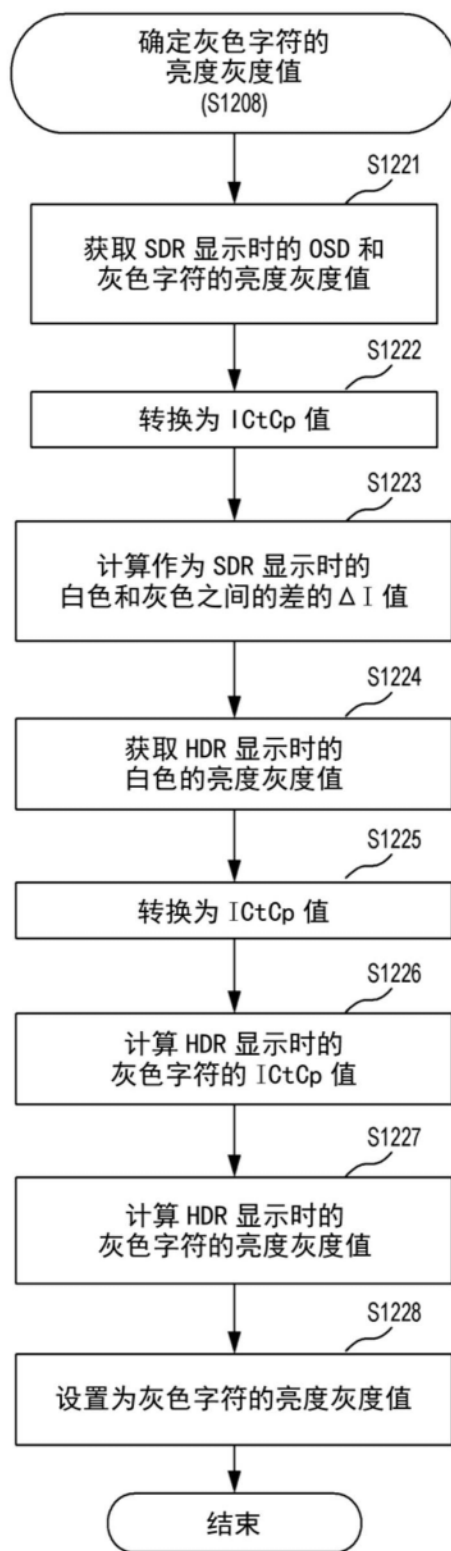 确定灰色字符的
亮度灰度值
(S1208)
S1221
获取 SDR 显示时的 OSD 和
灰色字符的亮度灰度值
S1222
转换为 ICtCp 值
S1223
计算作为 SDR 显示时的
白色和灰色之间的差的 ΔI 值
S1224
获取 HDR 显示时的
白色的亮度灰度值
S1225
转换为 ICtCp 值
S1226
计算 HDR 显示时的
灰色字符的 ICtCp 值
S1227
计算 HDR 显示时的
灰色字符的亮度灰度值
S1228
设置为灰色字符的亮度灰度值
结束